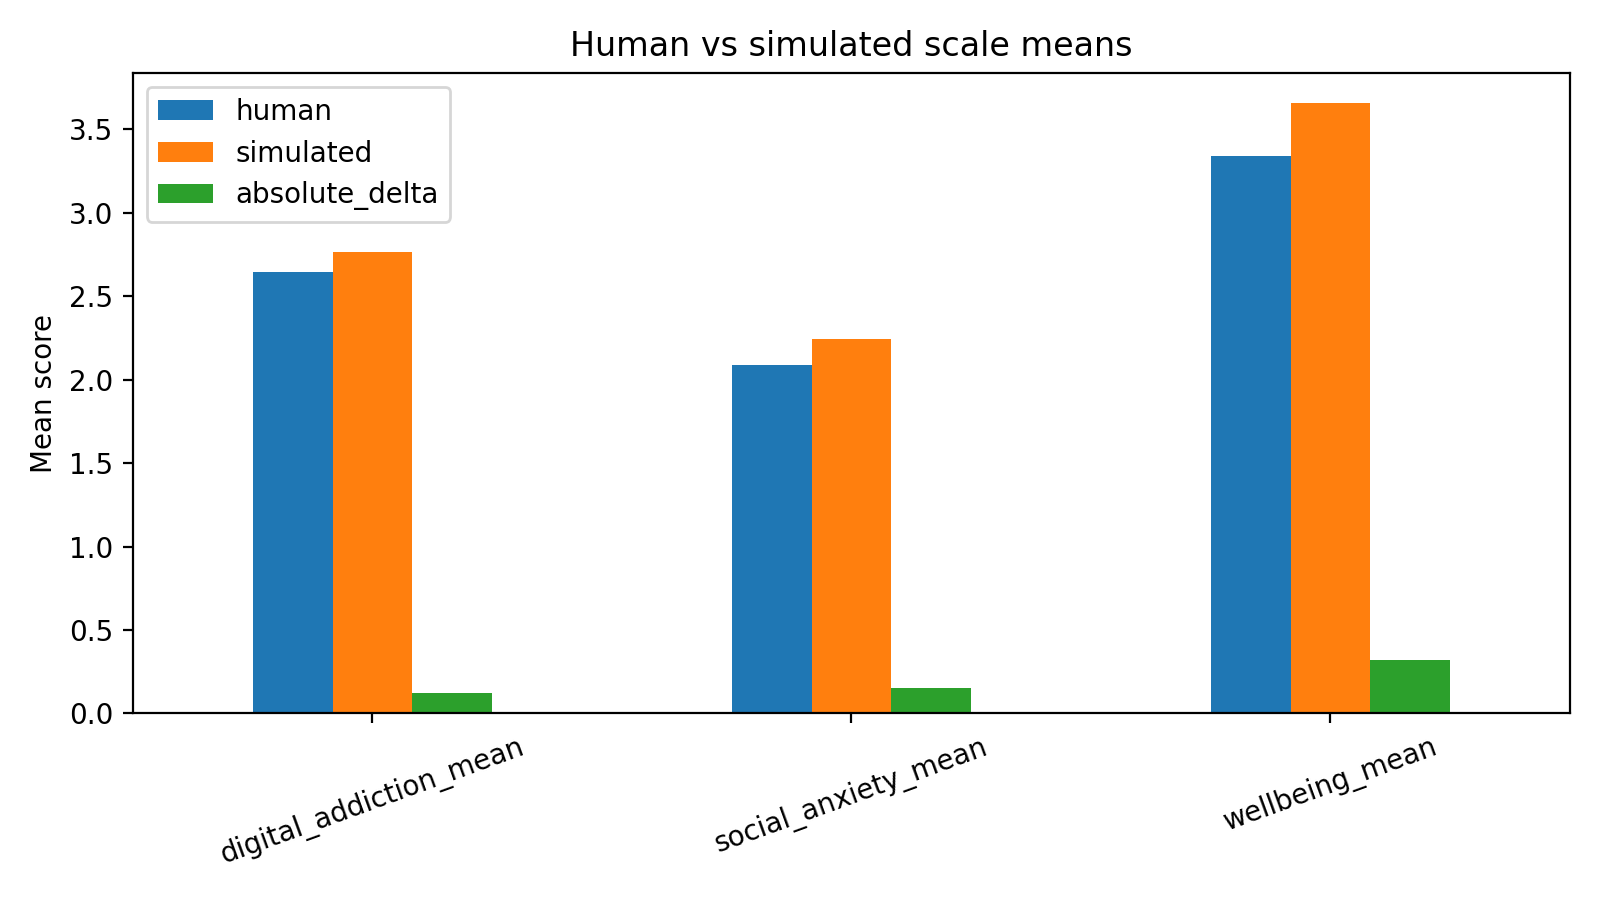 Human vs simulated scale means
human
simulated
absolute_delta
Mean score
3.5
3.0
2.5
2.0
1.5
1.0
0.5
0.0
digital_addiction_mean
social_anxiety_mean
wellbeing_mean